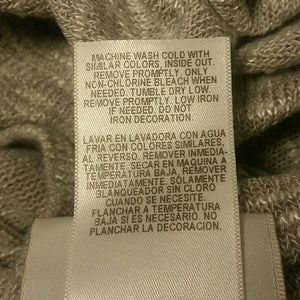 MACHINE WASH COLD WITH
SIMILAR COLORS, INSIDE OUT.
REMOVE PROMPTLY. ONLY
NON-CHLORINE BLEACH WHEN
NEEDED. TUMBLE DRY LOW.
REMOVE PROMPTLY. LOW IRON
IF NEEDED. DO NOT
IRON DECORATION.
LAVAR EN LAVADORA CON AGUA
FRIA CON COLORES SIMILARES,
AL REVERSO. REMOVER INMEDIA-
TAMENTE. SECAR EN MAQUINA A
TEMPERATURA BAJA, REMOVER
INMEDIATAMENTE. SOLAMENTE
BLANQUEADOR SIN CLORO
CUANDO SE NECESITE.
PLANCHAR A TEMPERATURA
BAJA SI ES NECESARIO. NO
PLANCHAR LA DECORACION.